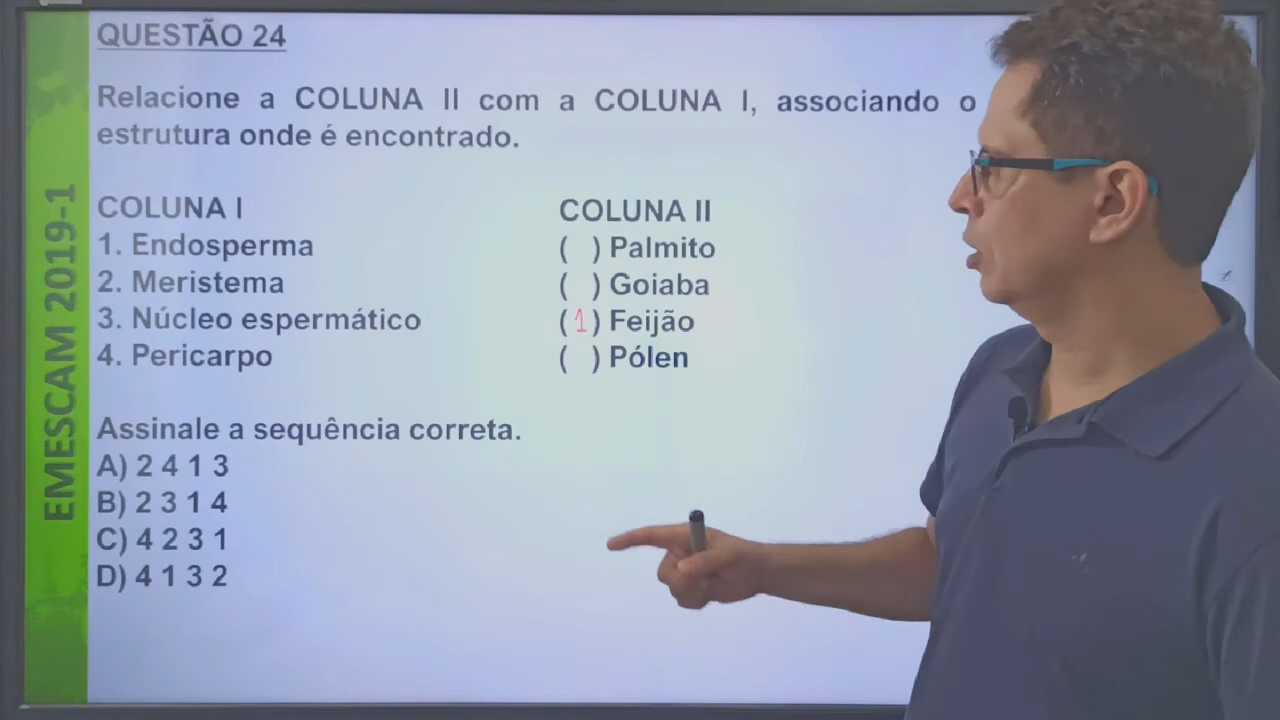 EMESCAM 2019-1
QUESTÃO 24
Relacione a COLUNA II com a COLUNA I, associando o
estrutura onde é encontrado.
COLUNA I
1. Endosperma
2. Meristema
3. Núcleo espermático
4. Pericarpo
COLUNA II
( ) Palmito
( ) Goiaba
(1) Feijão
( ) Pólen
Assinale a sequência correta.
A) 2 4 1 3
B) 2 3 1 4
C) 4 2 3 1
D) 4 1 3 2